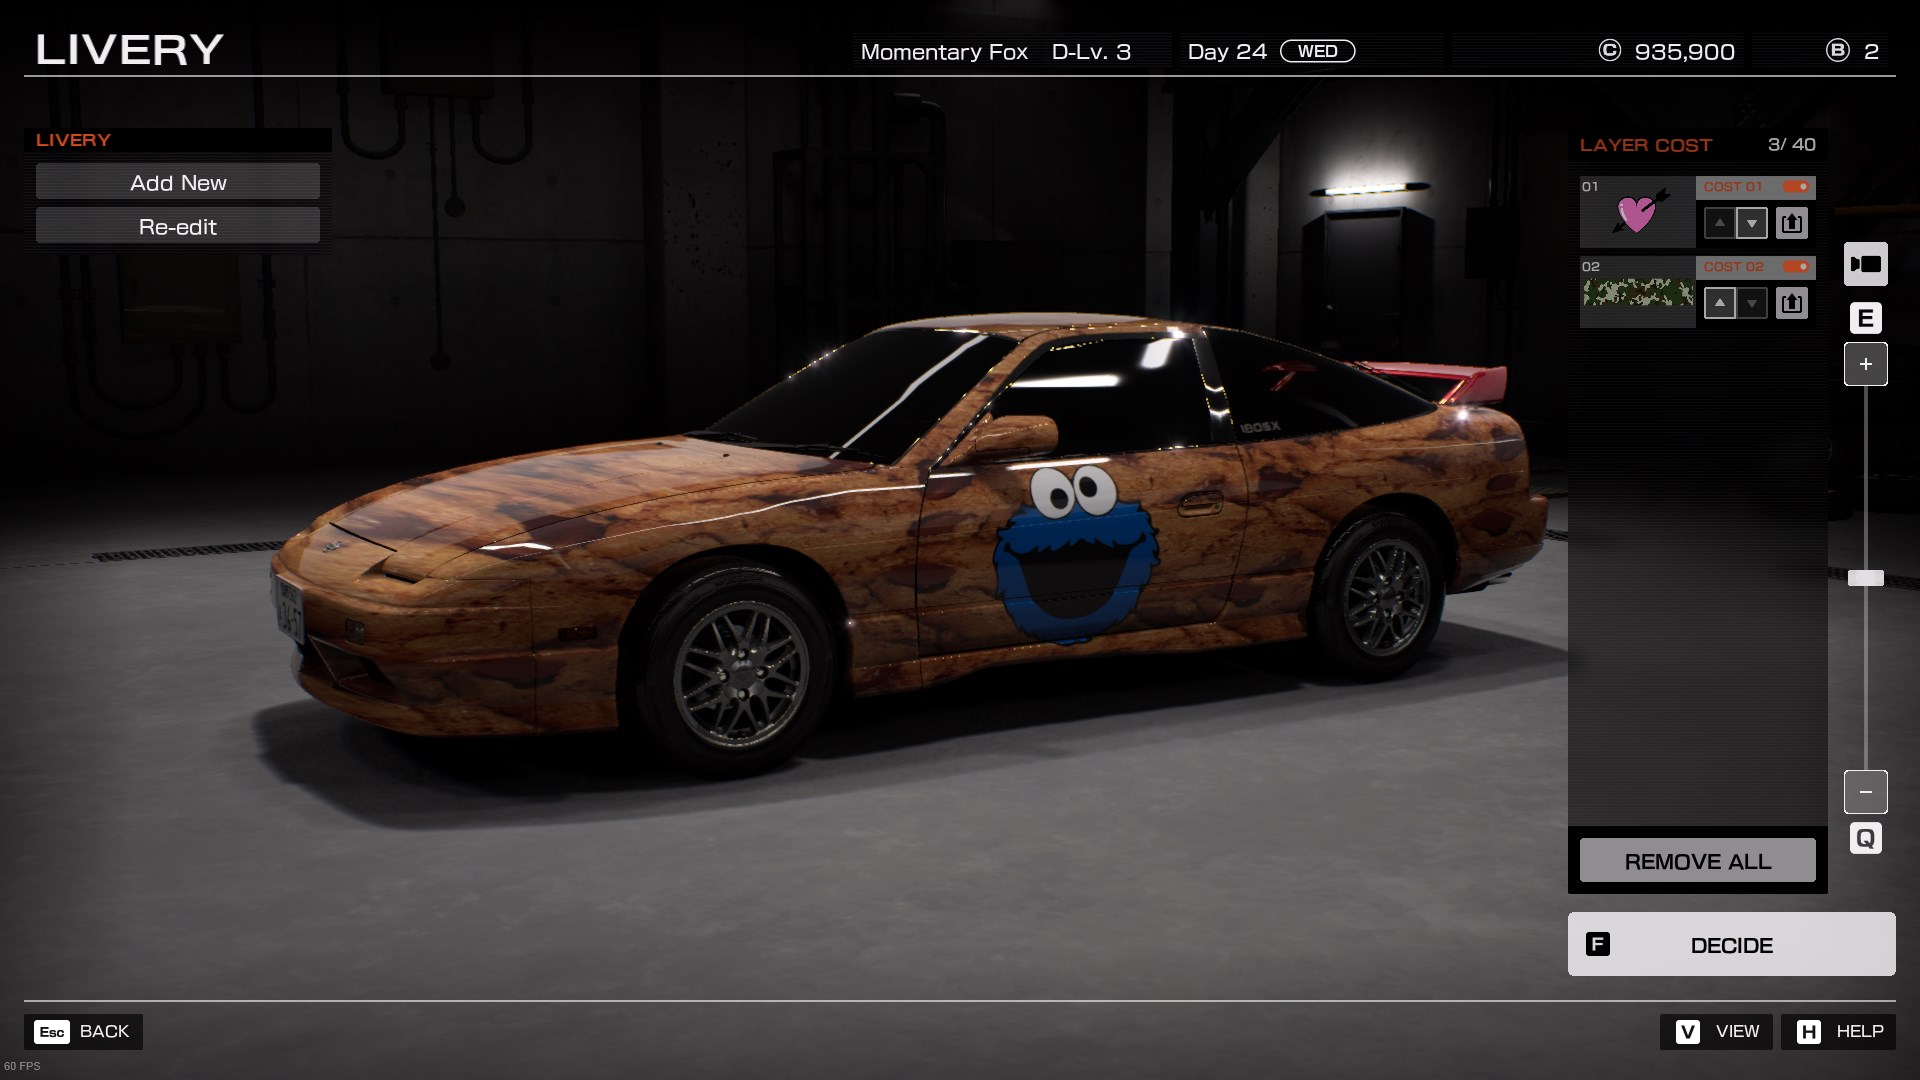 LIVERY
Momentary Fox D-Lv. 3 Day 24 WED C 935,900 B 2
LIVERY
Add New
Re-edit
LAYER COST 3/ 40
01 COST 01
02 COST 02
E
+
180SX
−
Q
REMOVE ALL
F DECIDE
Esc BACK
V VIEW H HELP
60 FPS